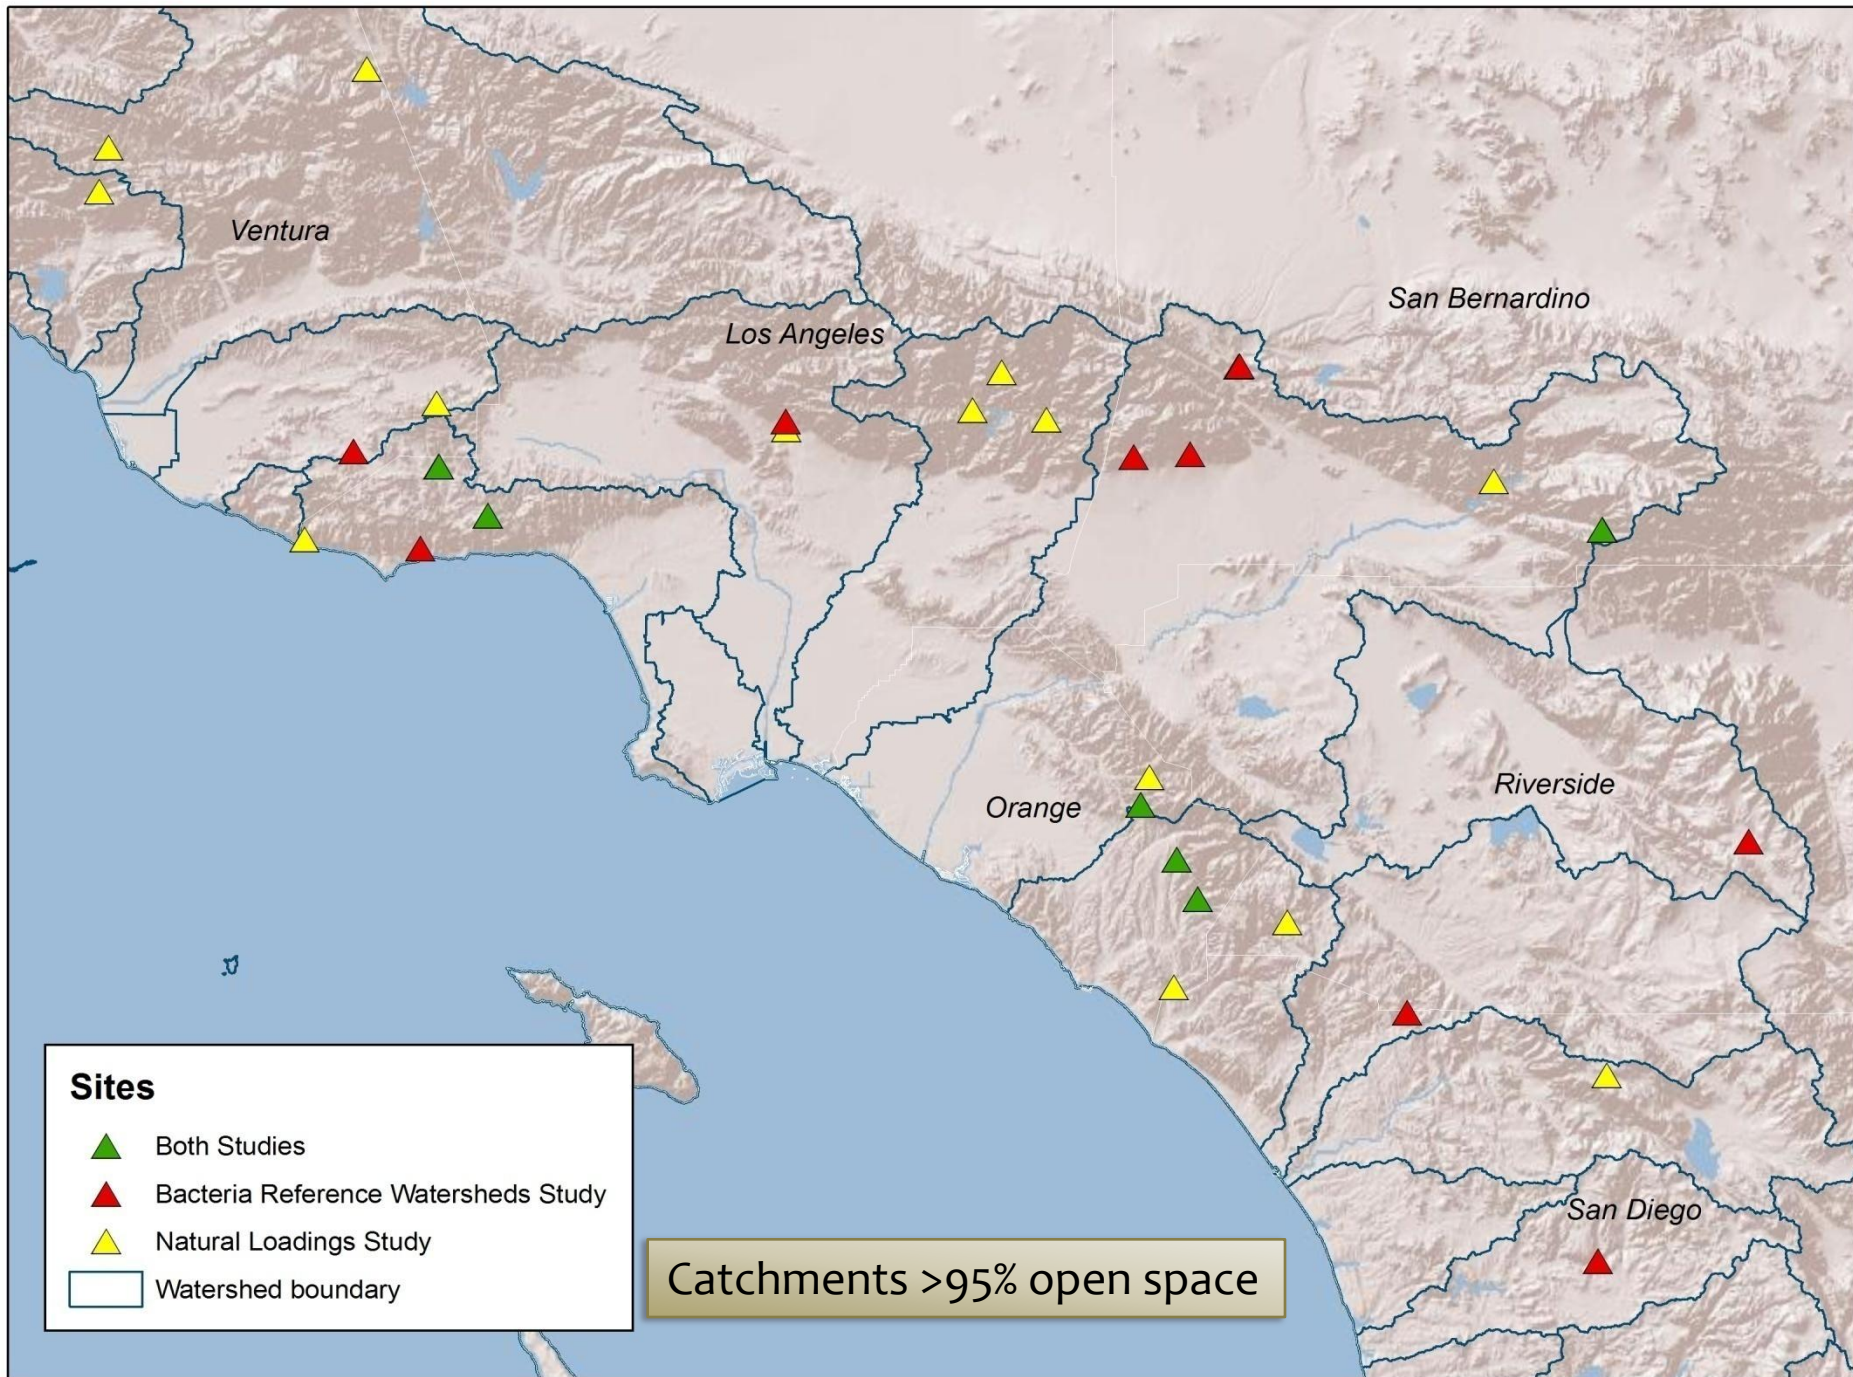 Ventura
San Bernardino
Los Angeles
Riverside
Orange
San Diego
Sites
Both Studies
Bacteria Reference Watersheds Study
Natural Loadings Study
Watershed boundary
Catchments >95% open space